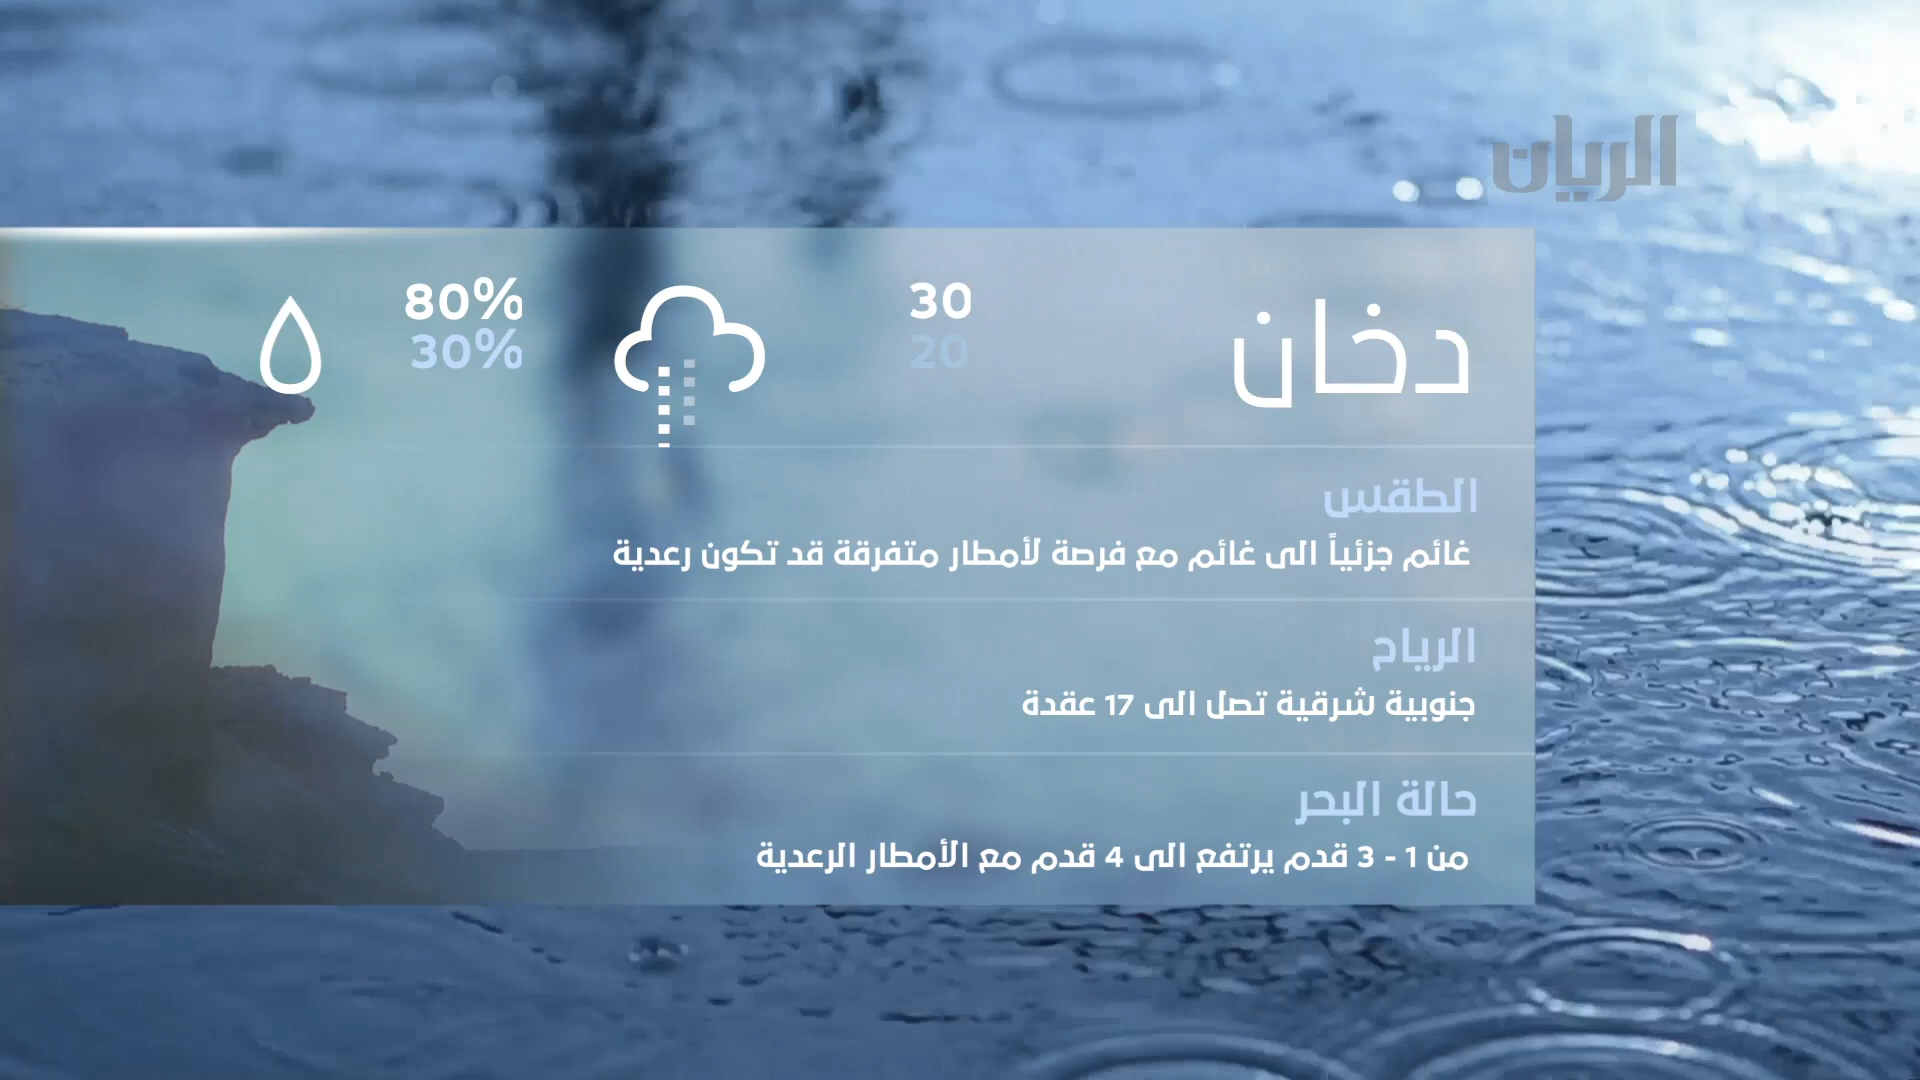 الريان
دخان
30
20
80%
30%
الطقس
غائم جزئياً الى غائم مع فرصة لأمطار متفرقة قد تكون رعدية
الرياح
جنوبية شرقية تصل الى 17 عقدة
حالة البحر
من 1 - 3 قدم يرتفع الى 4 قدم مع الأمطار الرعدية